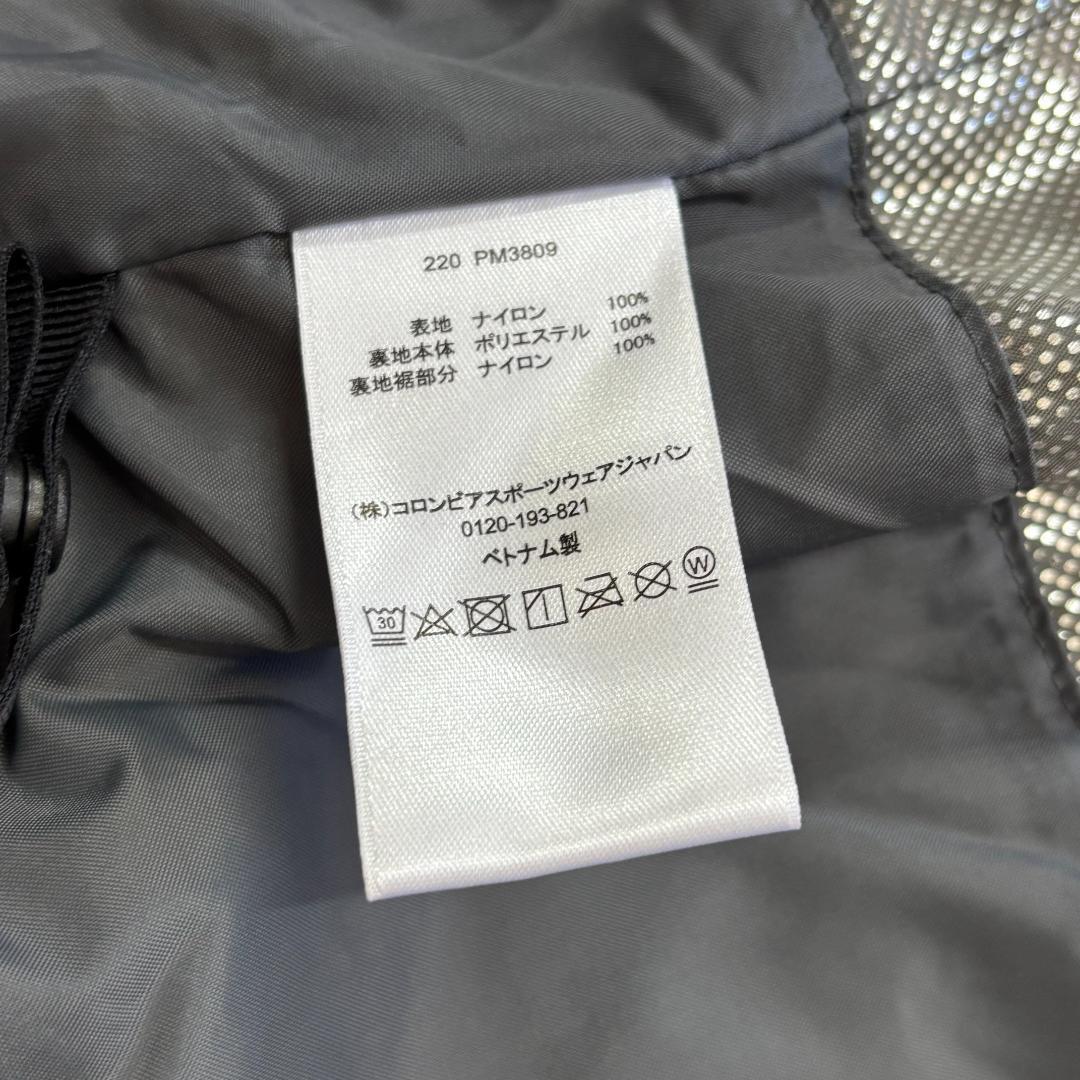 220 PM3809
表地 ナイロン 100%
裏地本体 ポリエステル 100%
裏地裾部分 ナイロン 100%
(株)コロンビアスポーツウェアジャパン
0120-193-821
ベトナム製
30 W